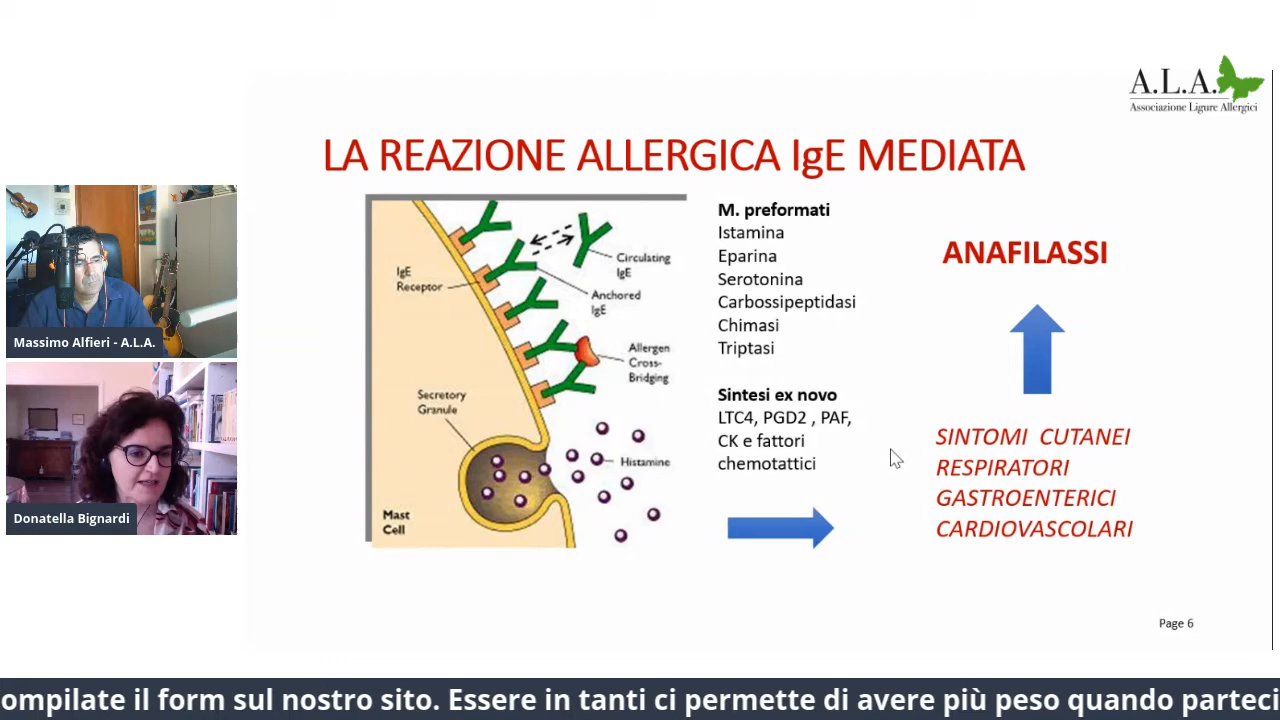 A.L.A.
Associazione Ligure Allergici
LA REAZIONE ALLERGICA IgE MEDIATA
Circulating
IgE
IgE
Receptor
Anchored
IgE
Allergen
Cross-
Bridging
Secretory
Granule
Histamine
Mast
Cell
M. preformati
Istamina
Eparina
Serotonina
Carbossipeptidasi
Chimasi
Triptasi
Sintesi ex novo
LTC4, PGD2 , PAF,
CK e fattori
chemotattici
ANAFILASSI
SINTOMI CUTANEI
RESPIRATORI
GASTROENTERICI
CARDIOVASCOLARI
Massimo Alfieri - A.L.A.
Donatella Bignardi
Page 6
ompilate il form sul nostro sito. Essere in tanti ci permette di avere più peso quando parteci